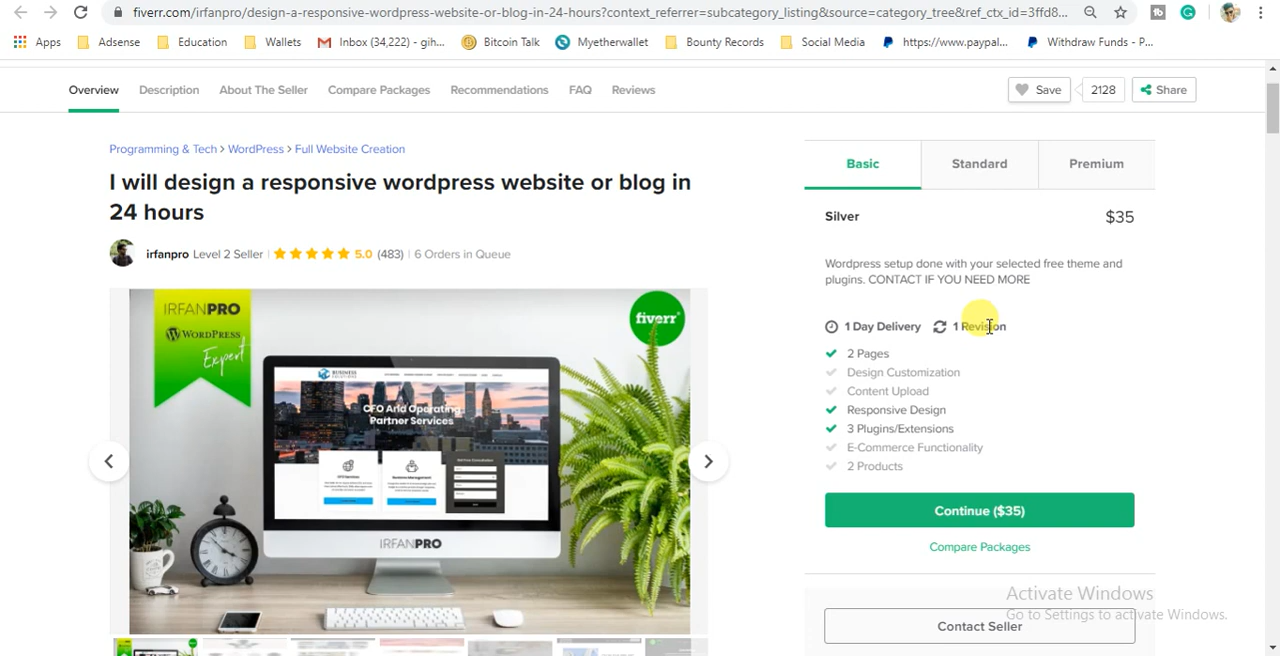 fiverr.com/irfanpro/design-a-responsive-wordpress-website-or-blog-in-24-hours?context_referrer=subcategory_listing&source=category_tree&ref_ctx_id=3ffd8...
Apps Adsense Education Wallets Inbox (34,222) - gih... Bitcoin Talk Myetherwallet Bounty Records Social Media https://www.paypal... Withdraw Funds - P...
Overview Description About The Seller Compare Packages Recommendations FAQ Reviews Save 2128 Share
Programming & Tech > WordPress > Full Website Creation
I will design a responsive wordpress website or blog in
24 hours
irfanpro Level 2 Seller 5.0 (483) 6 Orders in Queue
IRFANPRO
WORDPRESS
Expert
fiverr
BUSINESS
CFO And Operating
Partner Services
IRFANPRO
Basic Standard Premium
Silver $35
Wordpress setup done with your selected free theme and
plugins. CONTACT IF YOU NEED MORE
1 Day Delivery 1 Revision
2 Pages
Design Customization
Content Upload
Responsive Design
3 Plugins/Extensions
E-Commerce Functionality
2 Products
Continue ($35)
Compare Packages
Contact Seller
Activate Windows
Go to Settings to activate Windows.